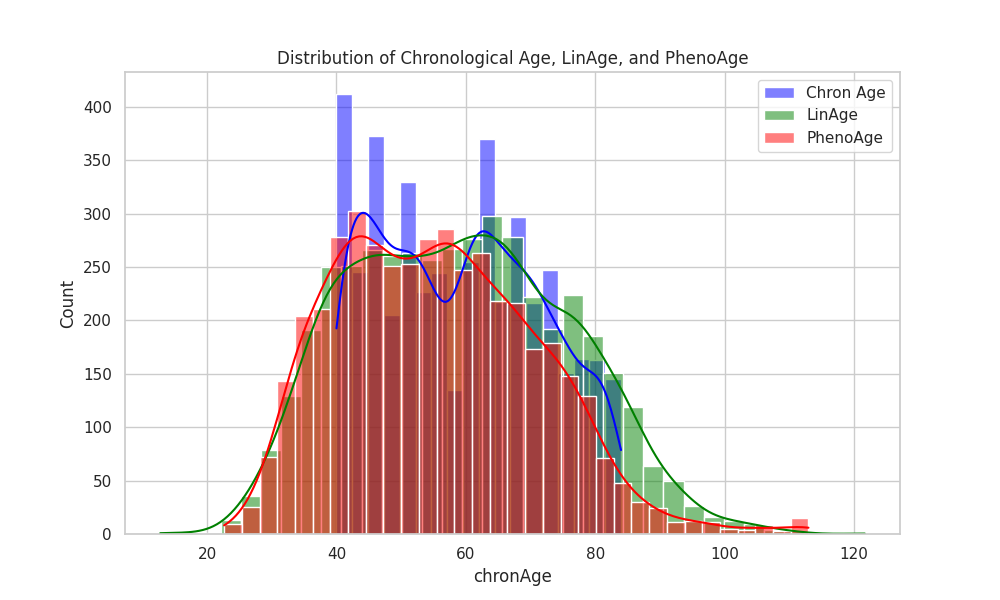 Distribution of Chronological Age, LinAge, and PhenoAge
Chron Age
LinAge
PhenoAge
Count
400
350
300
250
200
150
100
50
0
20 40 60 80 100 120
chronAge